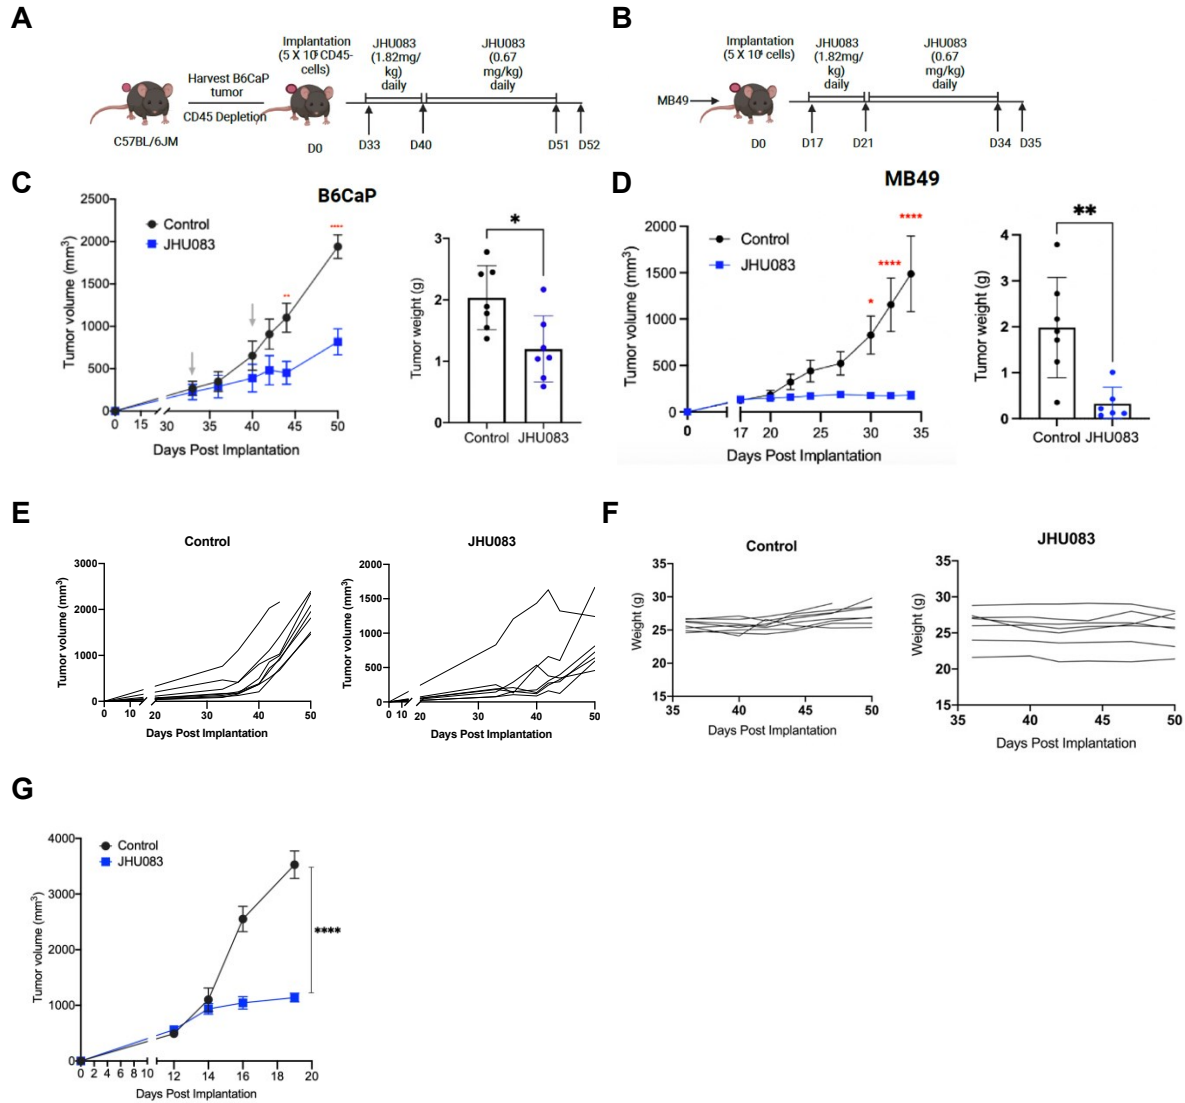 A
Implantation
(5 X 10⁶ CD45-
cells)
JHU083
(1.82mg/
kg)
daily
JHU083
(0.67
mg/kg)
daily
Harvest B6CaP
tumor
CD45 Depletion
C57BL/6JM
D0
D33
D40
D51
D52
B
Implantation
(5 X 10⁶ cells)
JHU083
(1.82mg/
kg)
daily
JHU083
(0.67
mg/kg)
daily
MB49
D0
D17
D21
D34
D35
C
B6CaP
Control
JHU083
Tumor volume (mm³)
2500
2000
1500
1000
500
0
0 15 30 35 40 45 50
Days Post Implantation
**
****
Tumor weight (g)
3
2
1
0
*
Control JHU083
D
MB49
Control
JHU083
Tumor volume (mm³)
2000
1500
1000
500
0
0 17 20 25 30 35
Days Post Implantation
*
****
****
Tumor weight (g)
4
3
2
1
0
**
Control JHU083
E
Control
Tumor volume (mm³)
3000
2000
1000
0
0 10 20 30 40 50
Days Post Implantation
JHU083
Tumor volume (mm³)
2000
1500
1000
500
0
0 10 20 30 40 50
Days Post Implantation
F
Control
Weight (g)
35
30
25
20
15
35 40 45 50
Days Post Implantation
JHU083
Weight (g)
35
30
25
20
15
35 40 45 50
Days Post Implantation
G
Control
JHU083
Tumor volume (mm³)
4000
3000
2000
1000
0
0 2 4 6 8 10 12 14 16 18 20
Days Post Implantation
****